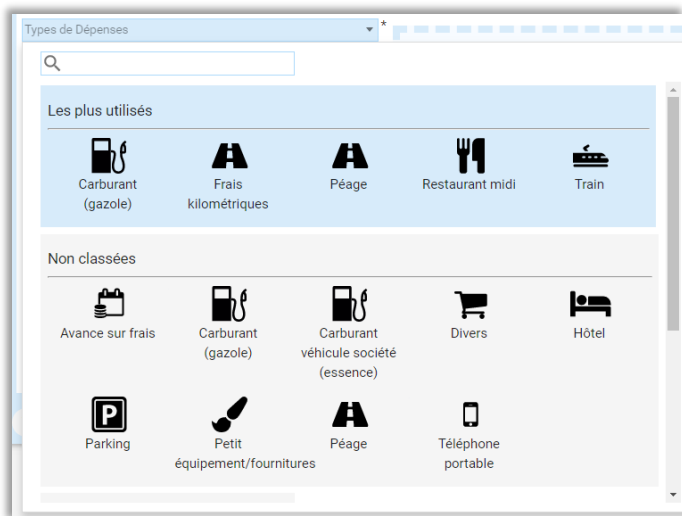 Types de Dépenses *
Les plus utilisés
Carburant (gazole)
Frais kilométriques
Péage
Restaurant midi
Train
Non classées
Avance sur frais
Carburant (gazole)
Carburant véhicule société (essence)
Divers
Hôtel
P
Parking
Petit équipement/fournitures
Péage
Téléphone portable